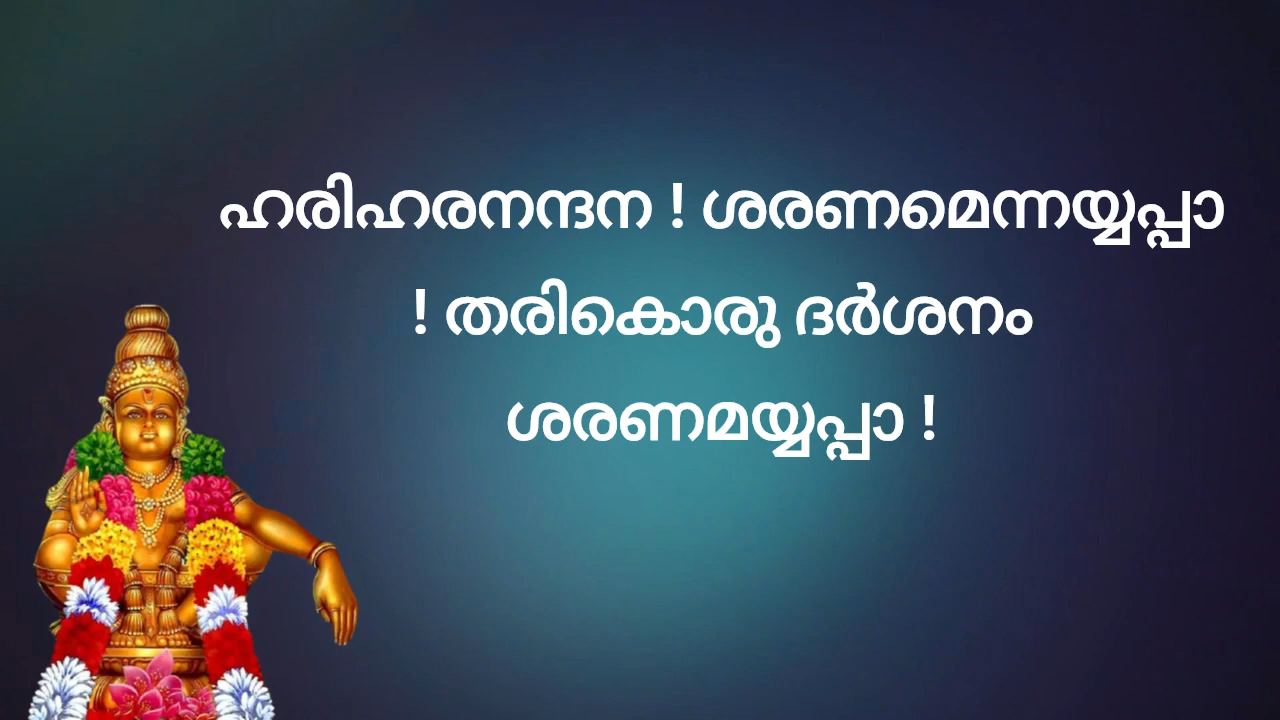 ഹരിഹരനന്ദന ! ശരണമെന്നയ്യപ്പാ
! തരികൊരു ദർശനം
ശരണമയ്യപ്പാ !